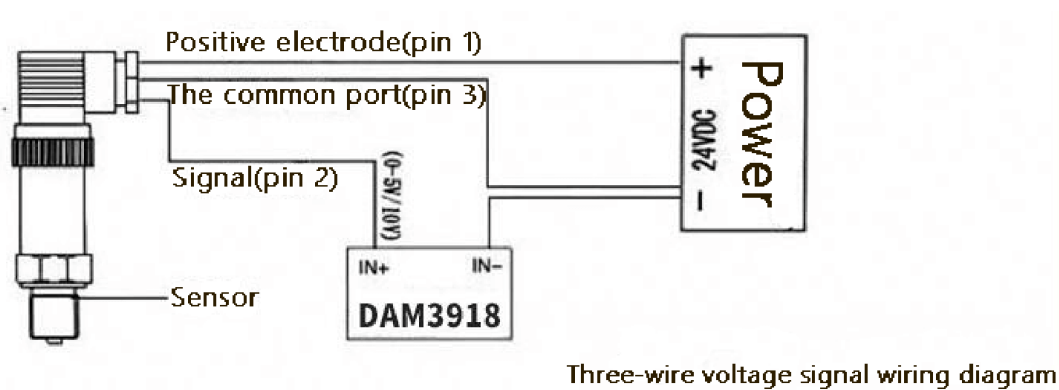 Positive electrode(pin 1)
The common port(pin 3)
Signal(pin 2)
(0-5V/10V)
+
24VDC
-
Power
IN+
IN-
DAM3918
Sensor
Three-wire voltage signal wiring diagram